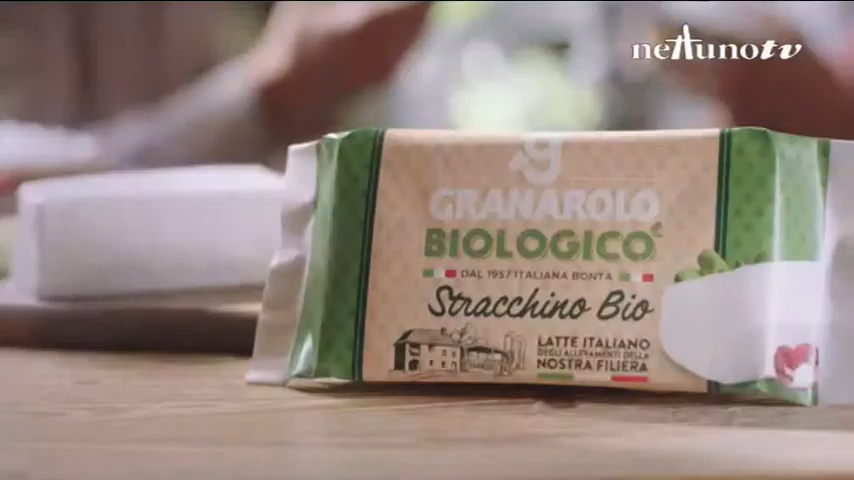 nettunotv
g
GRANAROLO
BIOLOGICO
DAL 1957 ITALIANA BONTÀ
Stracchino Bio
LATTE ITALIANO
DEGLI ALLEVAMENTI DELLA
NOSTRA FILIERA